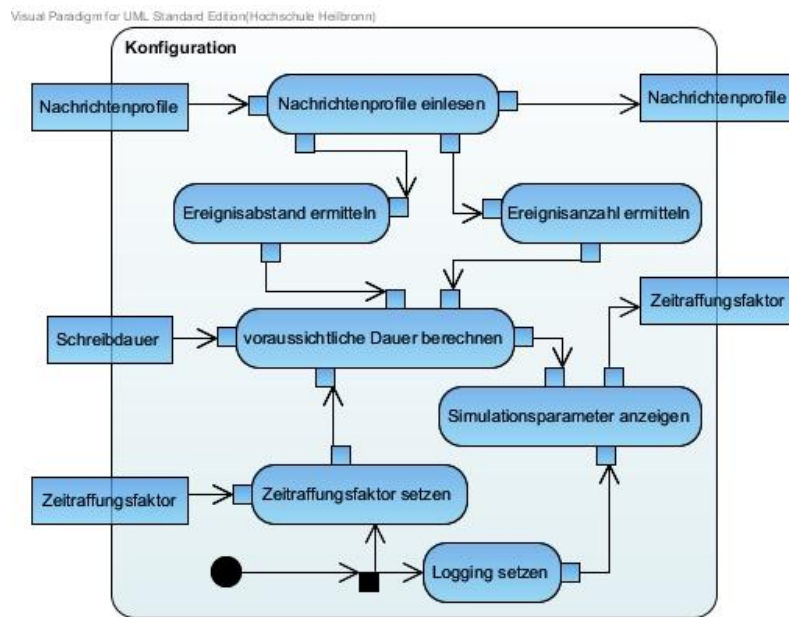 Visual Paradigm for UML Standard Edition(Hochschule Heilbronn)
Konfiguration
Nachrichtenprofile
Nachrichtenprofile einlesen
Nachrichtenprofile
Ereignisabstand ermitteln
Ereignisanzahl ermitteln
Zeitraffungsfaktor
Schreibdauer
voraussichtliche Dauer berechnen
Simulationsparameter anzeigen
Zeitraffungsfaktor
Zeitraffungsfaktor setzen
Logging setzen